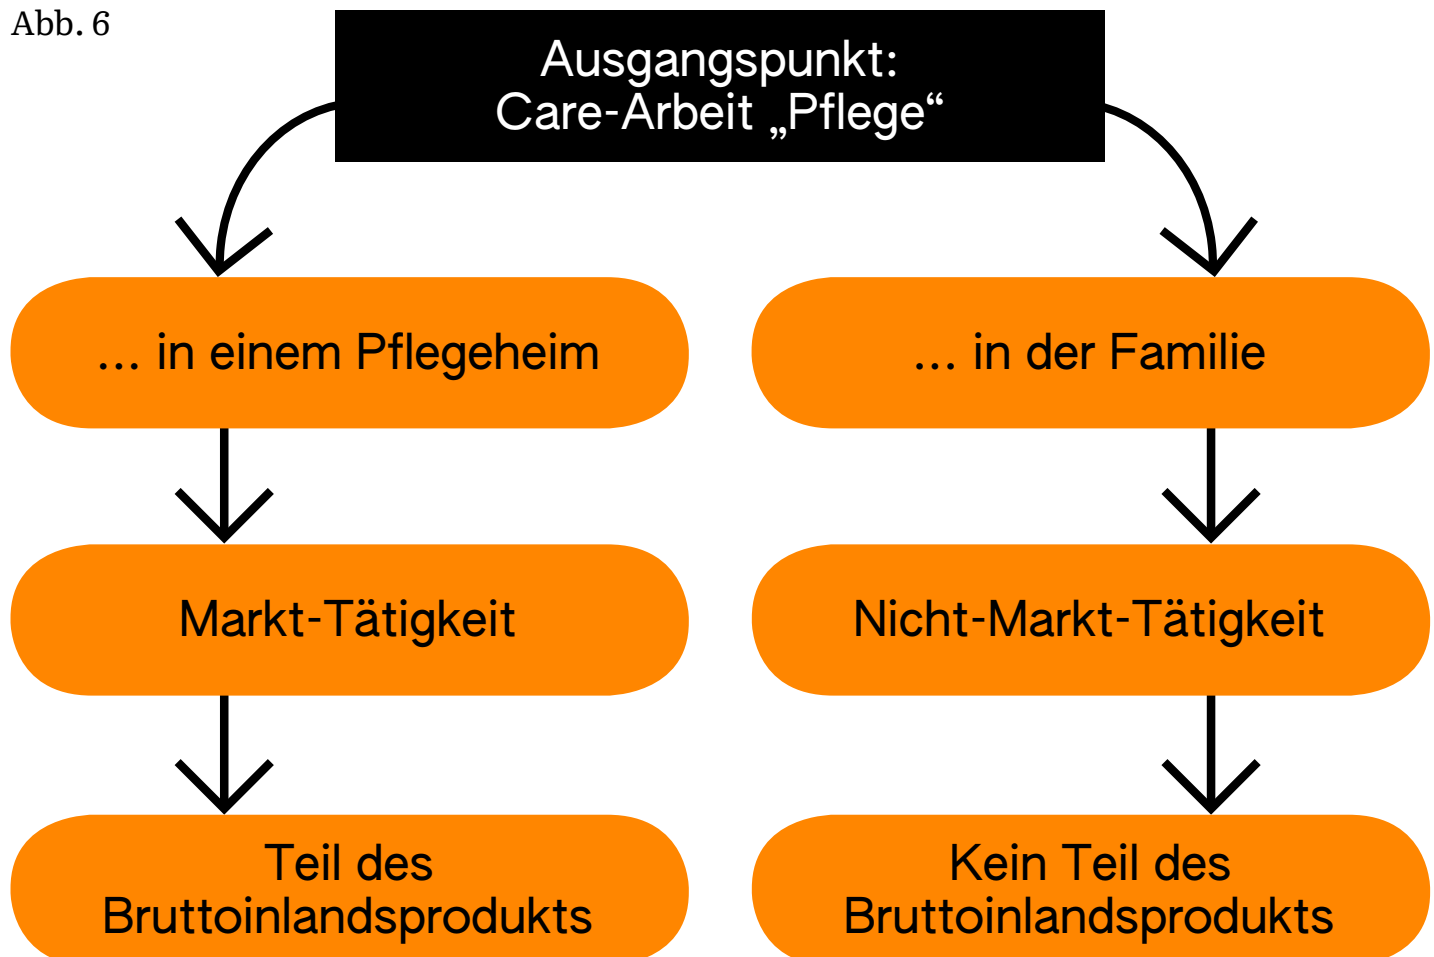 Abb. 6
Ausgangspunkt:
Care-Arbeit „Pflege“
... in einem Pflegeheim
... in der Familie
Markt-Tätigkeit
Nicht-Markt-Tätigkeit
Teil des
Bruttoinlandsprodukts
Kein Teil des
Bruttoinlandsprodukts